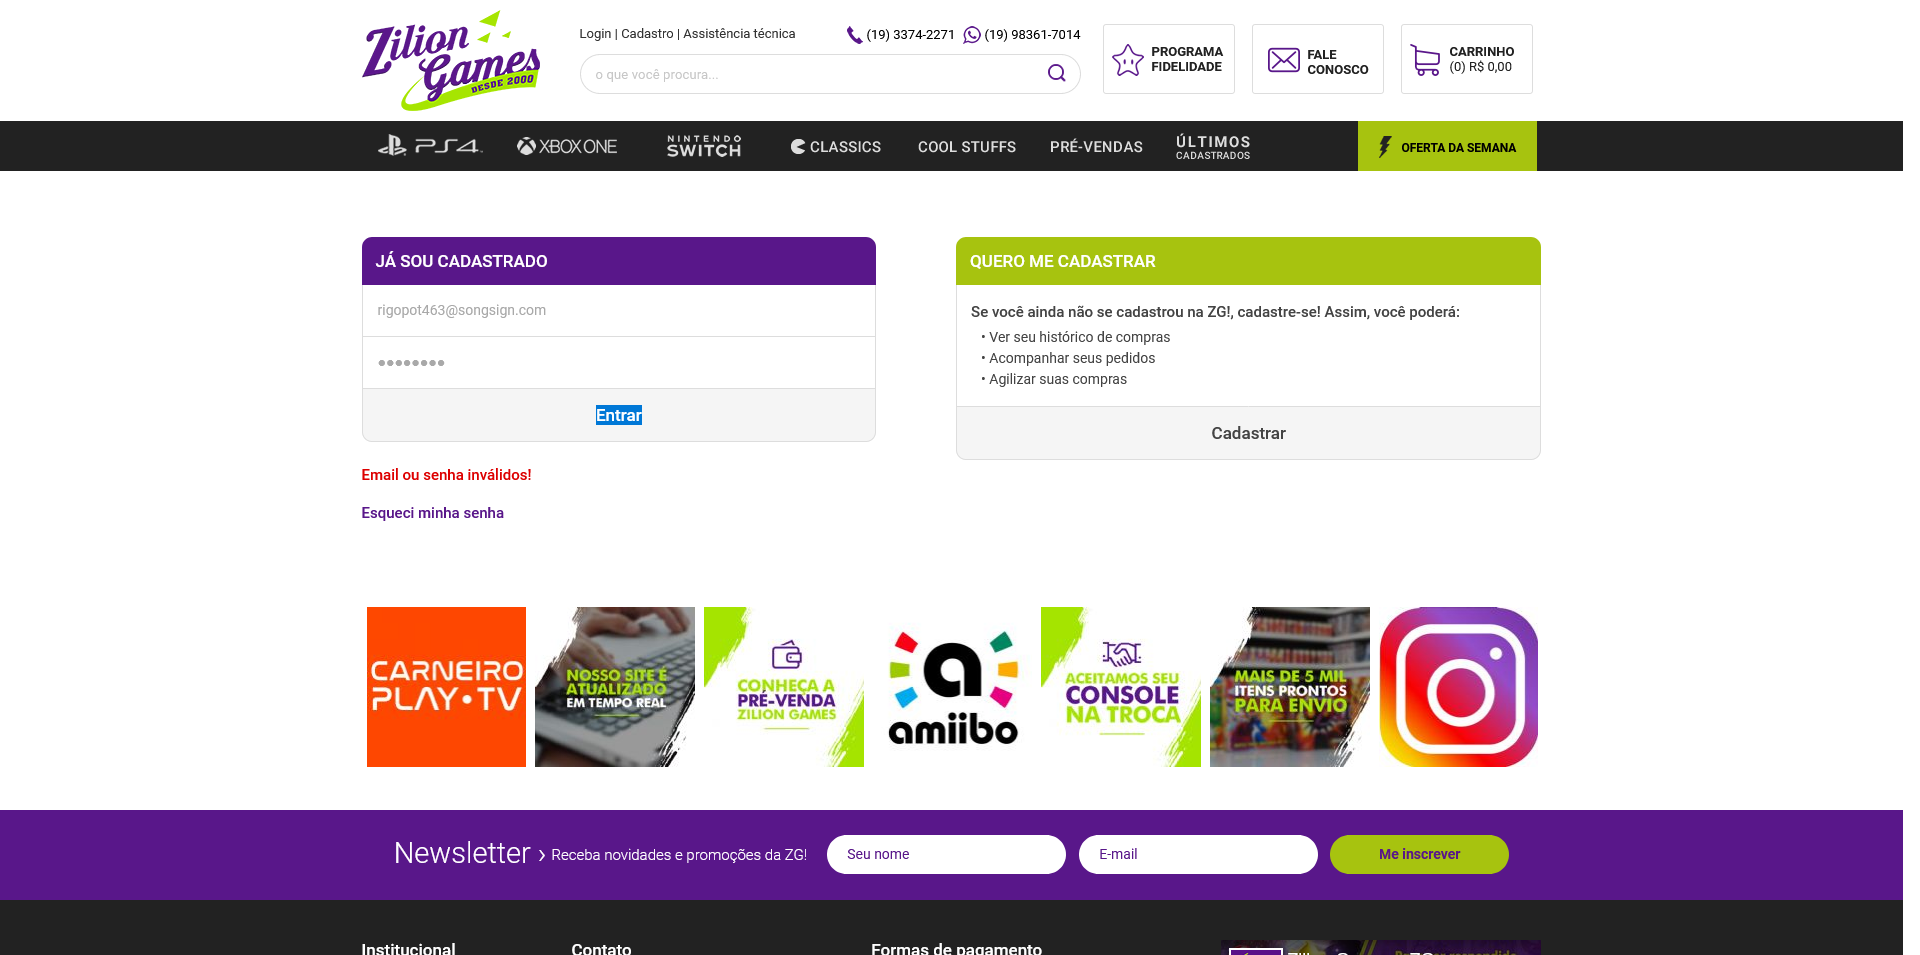 Zilion
Games
DESDE 2000
Login | Cadastro | Assistência técnica
(19) 3374-2271
(19) 98361-7014
o que você procura...
PROGRAMA
FIDELIDADE
FALE
CONOSCO
CARRINHO
(0) R$ 0,00
PS4
XBOX ONE
NINTENDO
SWITCH
CLASSICS
COOL STUFFS
PRÉ-VENDAS
ÚLTIMOS
CADASTRADOS
OFERTA DA SEMANA
JÁ SOU CADASTRADO
rigopot463@songsign.com
••••••••
Entrar
Email ou senha inválidos!
Esqueci minha senha
QUERO ME CADASTRAR
Se você ainda não se cadastrou na ZG!, cadastre-se! Assim, você poderá:
• Ver seu histórico de compras
• Acompanhar seus pedidos
• Agilizar suas compras
Cadastrar
CARNEIRO
PLAY•TV
NOSSO SITE É
ATUALIZADO
EM TEMPO REAL
CONHEÇA A
PRÉ-VENDA
ZILION GAMES
a
amiibo
ACEITAMOS SEU
CONSOLE
NA TROCA
MAIS DE 5 MIL
ITENS PRONTOS
PARA ENVIO
Newsletter › Receba novidades e promoções da ZG!
Seu nome
E-mail
Me inscrever
Institucional
Contato
Formas de pagamento